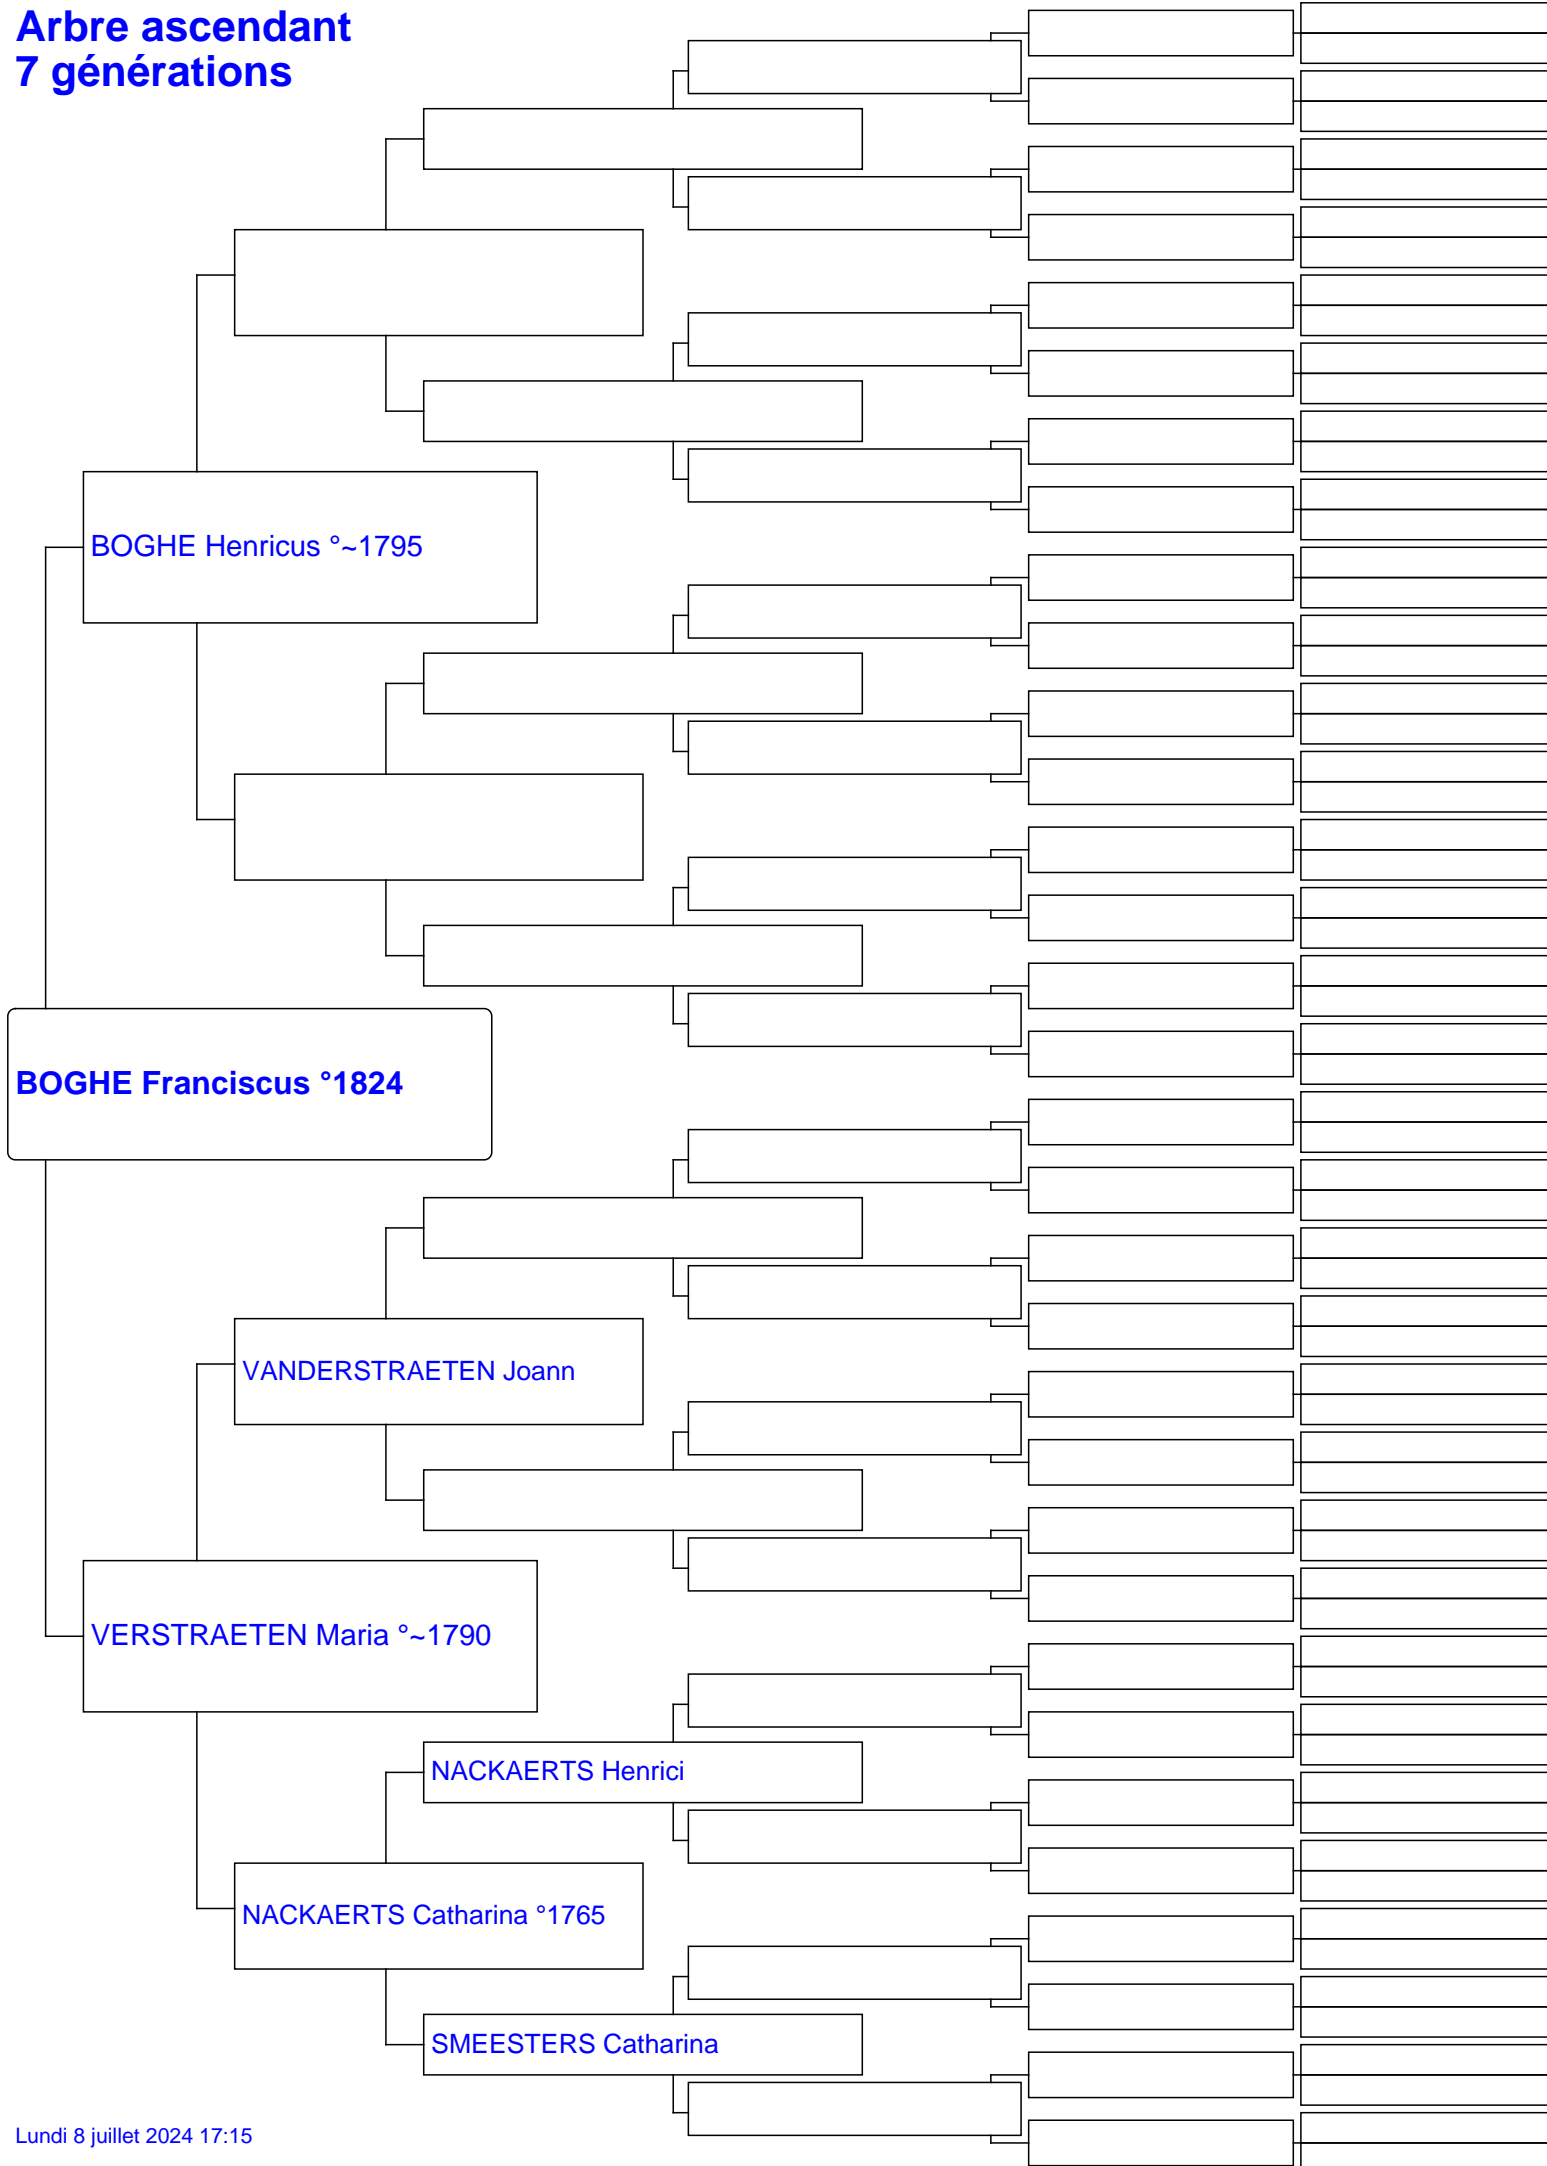 Arbre ascendant
7 générations
BOGHE Henricus °~1795
BOGHE Franciscus °1824
VANDERSTRAETEN Joann
VERSTRAETEN Maria °~1790
NACKAERTS Henrici
NACKAERTS Catharina °1765
SMEESTERS Catharina
Lundi 8 juillet 2024 17:15